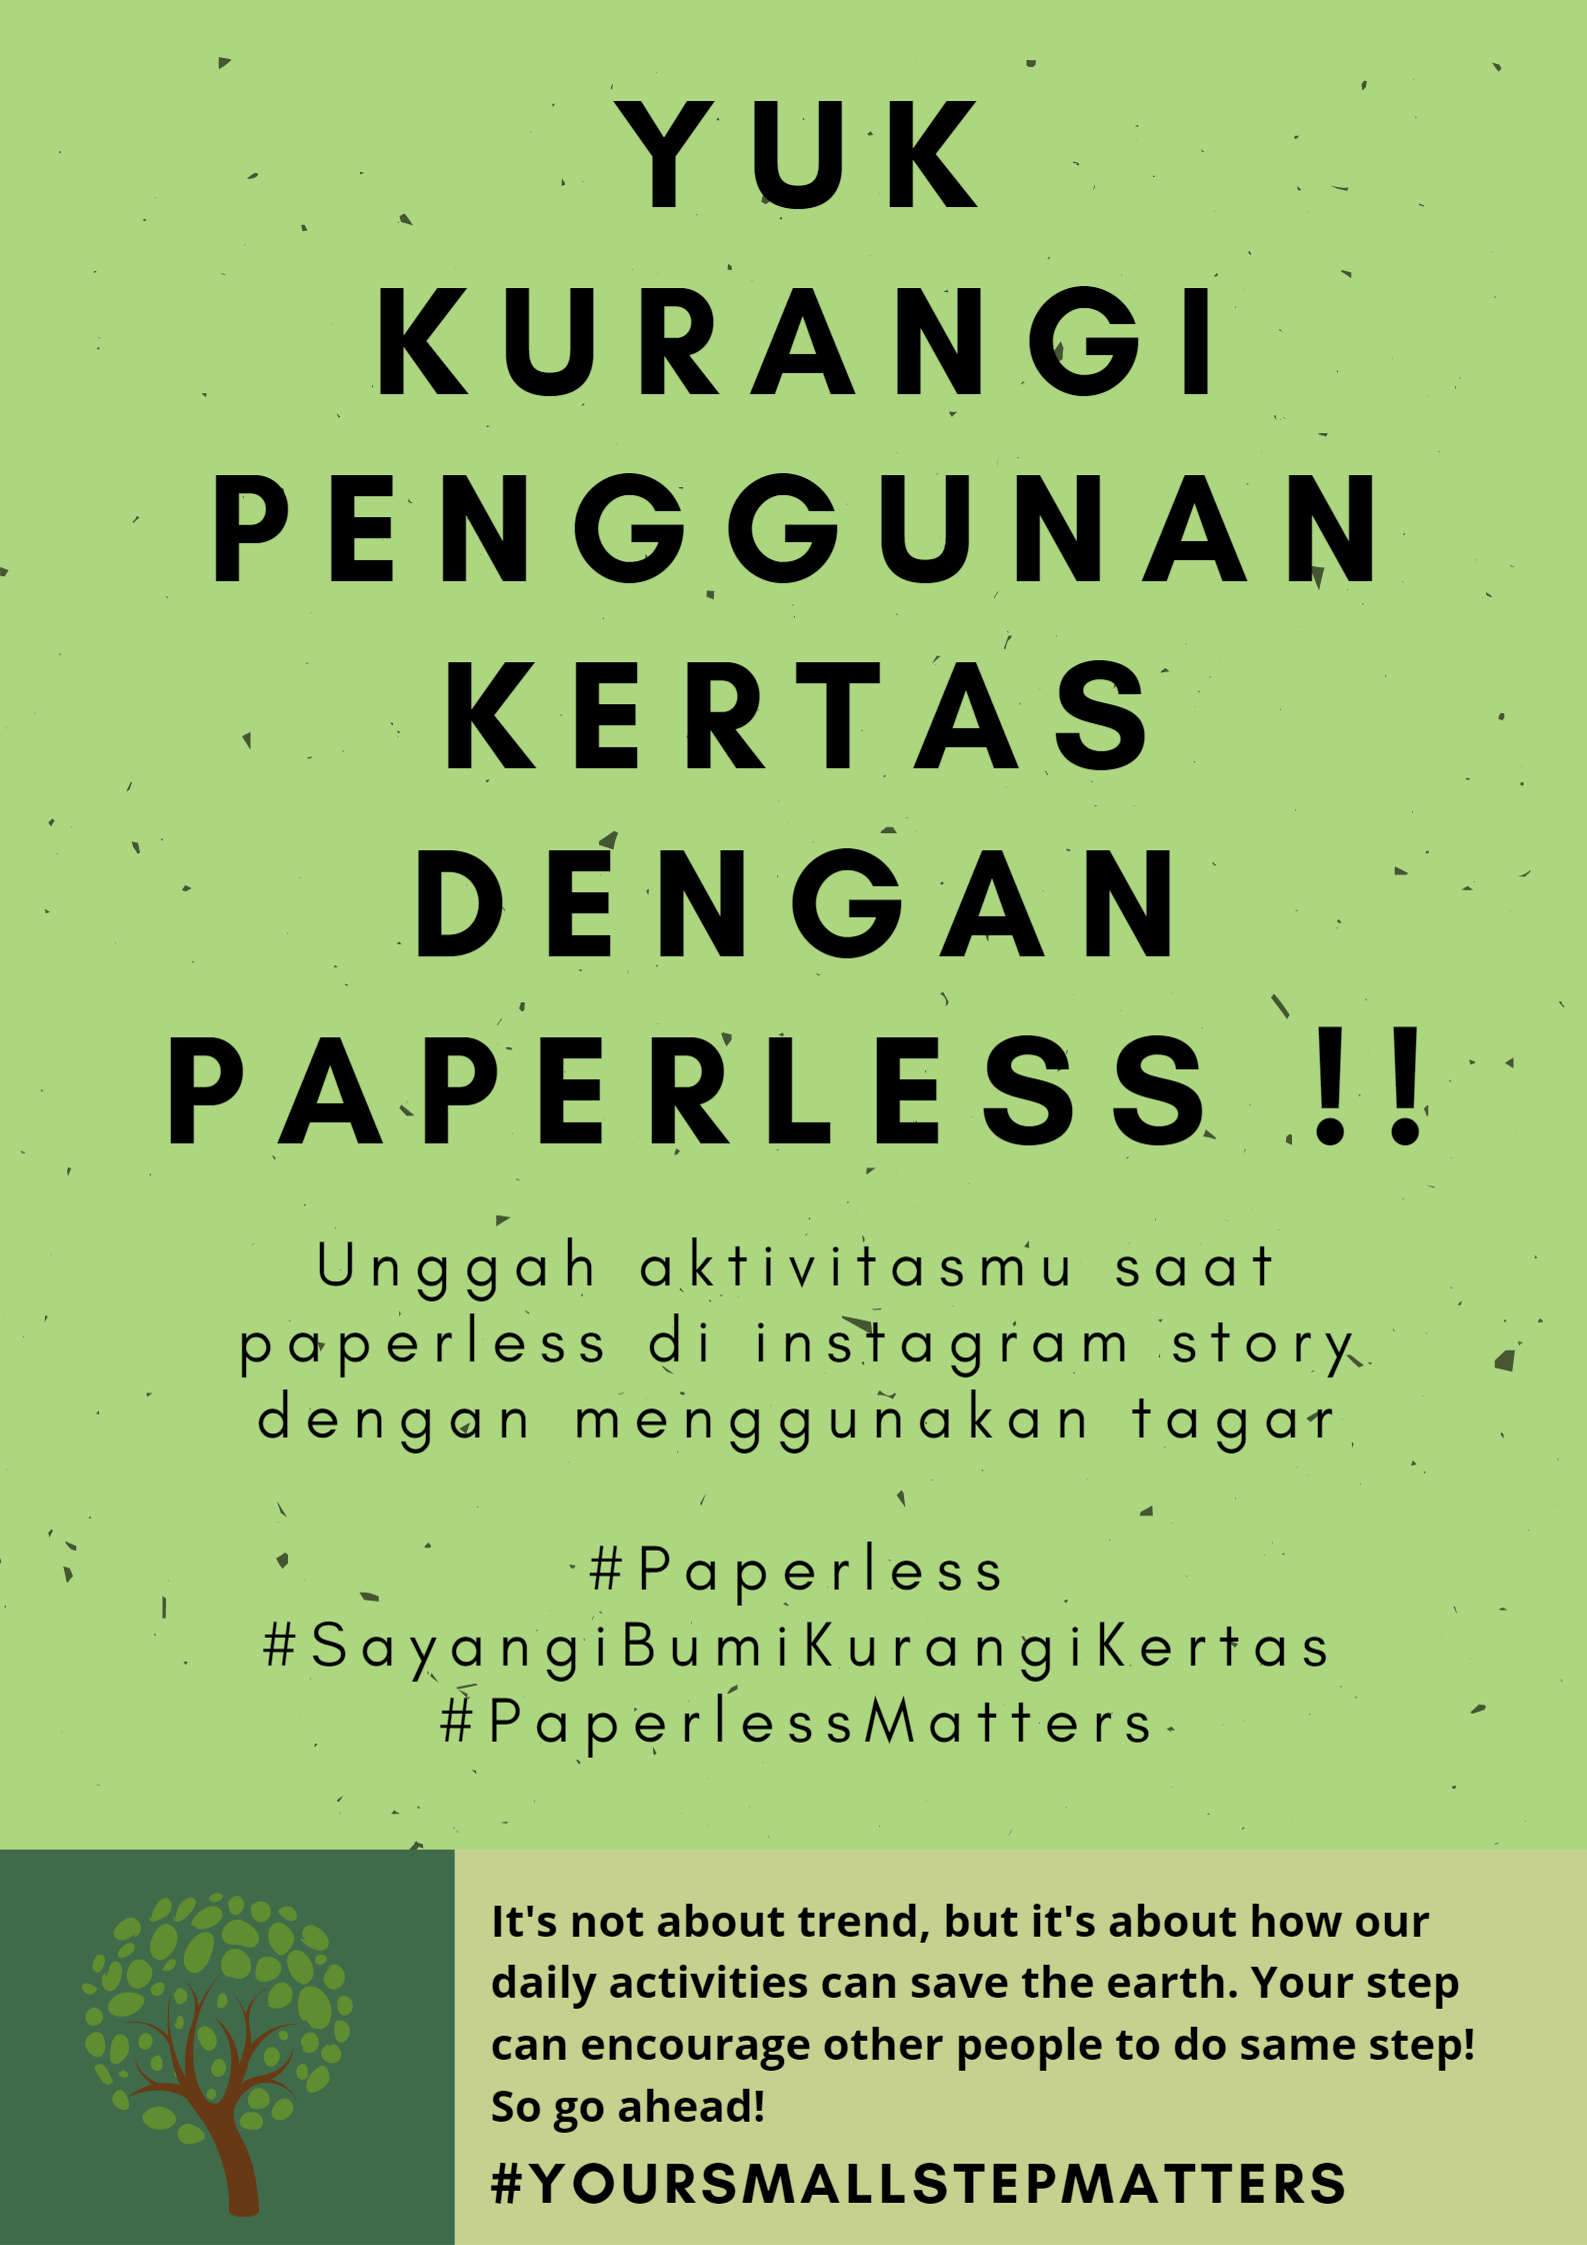 YUK
KURANGI
PENGGUNAN
KERTAS
DENGAN
PAPERLESS !!
Unggah aktivitasmu saat
paperless di instagram story
dengan menggunakan tagar
#Paperless
#SayangiBumiKurangiKertas
#PaperlessMatters
It's not about trend, but it's about how our
daily activities can save the earth. Your step
can encourage other people to do same step!
So go ahead!
#YOURSMALLSTEPMATTERS